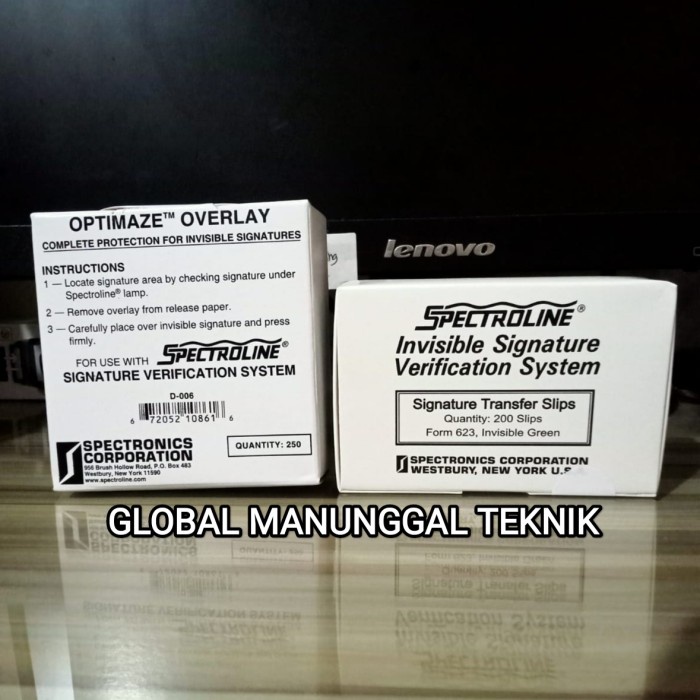 OPTIMAZE™ OVERLAY
COMPLETE PROTECTION FOR INVISIBLE SIGNATURES
INSTRUCTIONS
1 — Locate signature area by checking signature under
Spectroline® lamp.
2 — Remove overlay from release paper.
3 — Carefully place over invisible signature and press
firmly.
FOR USE WITH SPECTROLINE®
SIGNATURE VERIFICATION SYSTEM
D-006
6 72052 10861 6
SPECTRONICS
CORPORATION
956 Brush Hollow Road, P.O. Box 483
Westbury, New York 11590
www.spectroline.com
QUANTITY: 250
lenovo
SPECTROLINE®
Invisible Signature
Verification System
Signature Transfer Slips
Quantity: 200 Slips
Form 623, Invisible Green
SPECTRONICS CORPORATION
WESTBURY, NEW YORK U.S
GLOBAL MANUNGGAL TEKNIK